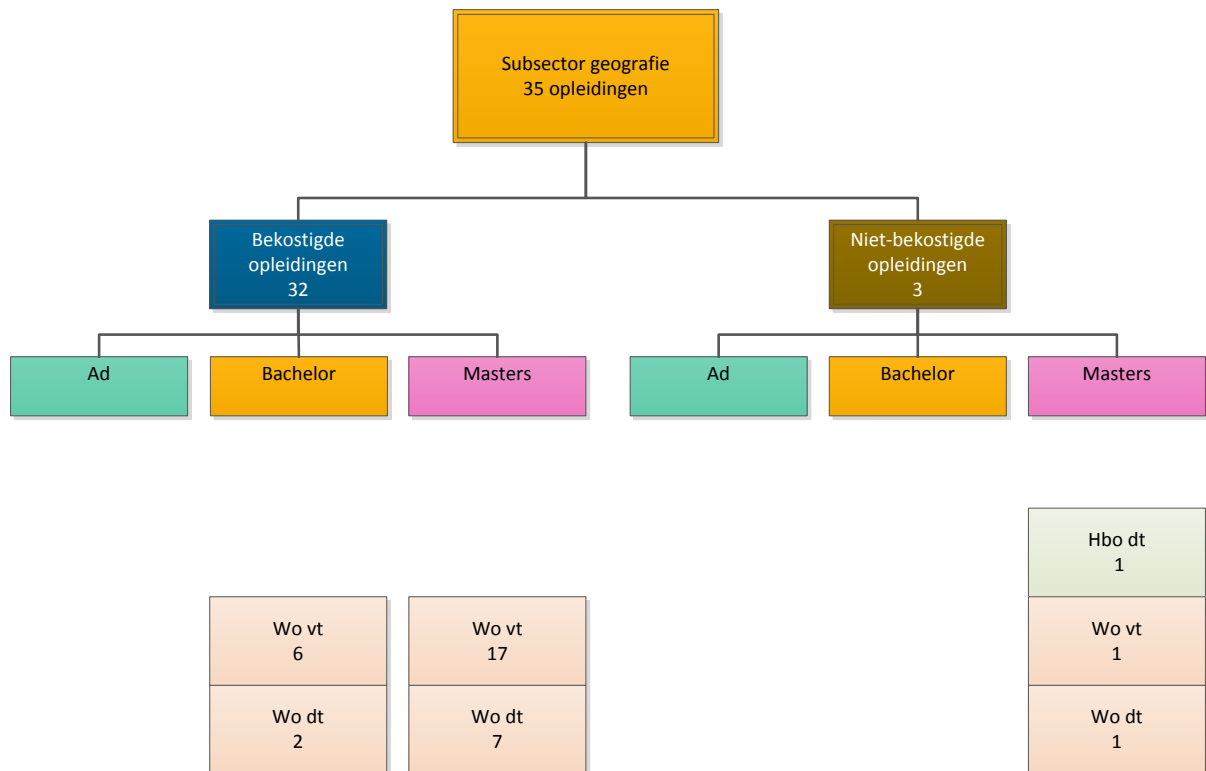 Subsector geografie
35 opleidingen
Bekostigde
opleidingen
32
Niet-bekostigde
opleidingen
3
Ad
Bachelor
Masters
Ad
Bachelor
Masters
Hbo dt
1
Wo vt
6
Wo vt
17
Wo vt
1
Wo dt
2
Wo dt
7
Wo dt
1